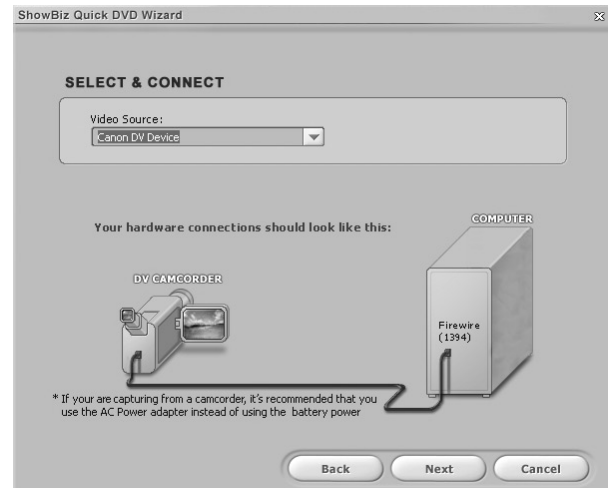 ShowBiz Quick DVD Wizard
SELECT & CONNECT
Video Source:
Canon DV Device
Your hardware connections should look like this:
COMPUTER
DV CAMCORDER
Firewire
(1394)
* If your are capturing from a camcorder, it's recommended that you
use the AC Power adapter instead of using the battery power
Back
Next
Cancel